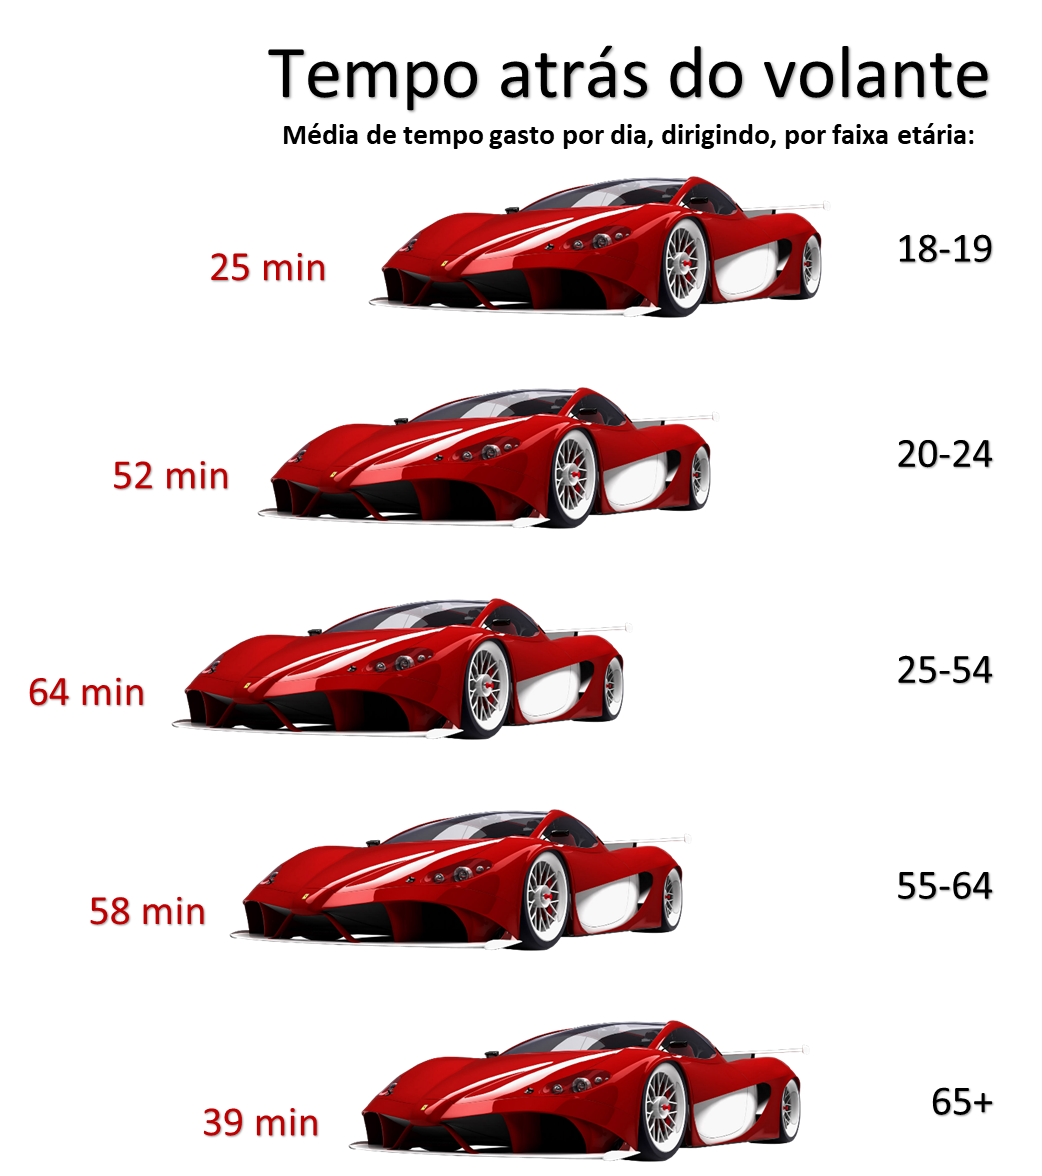 Tempo atrás do volante
Média de tempo gasto por dia, dirigindo, por faixa etária:
25 min 18-19
52 min 20-24
64 min 25-54
58 min 55-64
39 min 65+